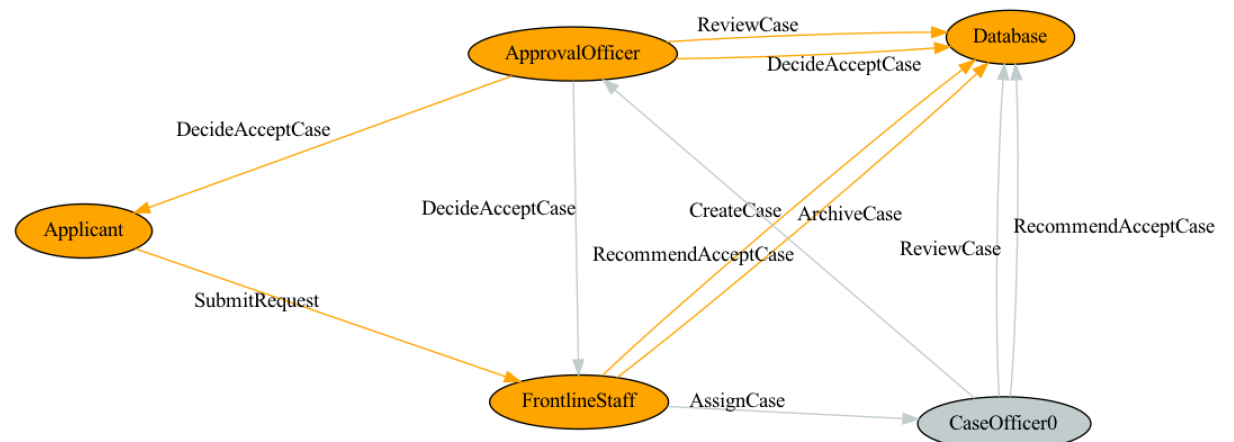 ReviewCase
Database
ApprovalOfficer
DecideAcceptCase
DecideAcceptCase
DecideAcceptCase
CreateCase
ArchiveCase
RecommendAcceptCase
Applicant
RecommendAcceptCase
ReviewCase
SubmitRequest
FrontlineStaff
AssignCase
CaseOfficer0